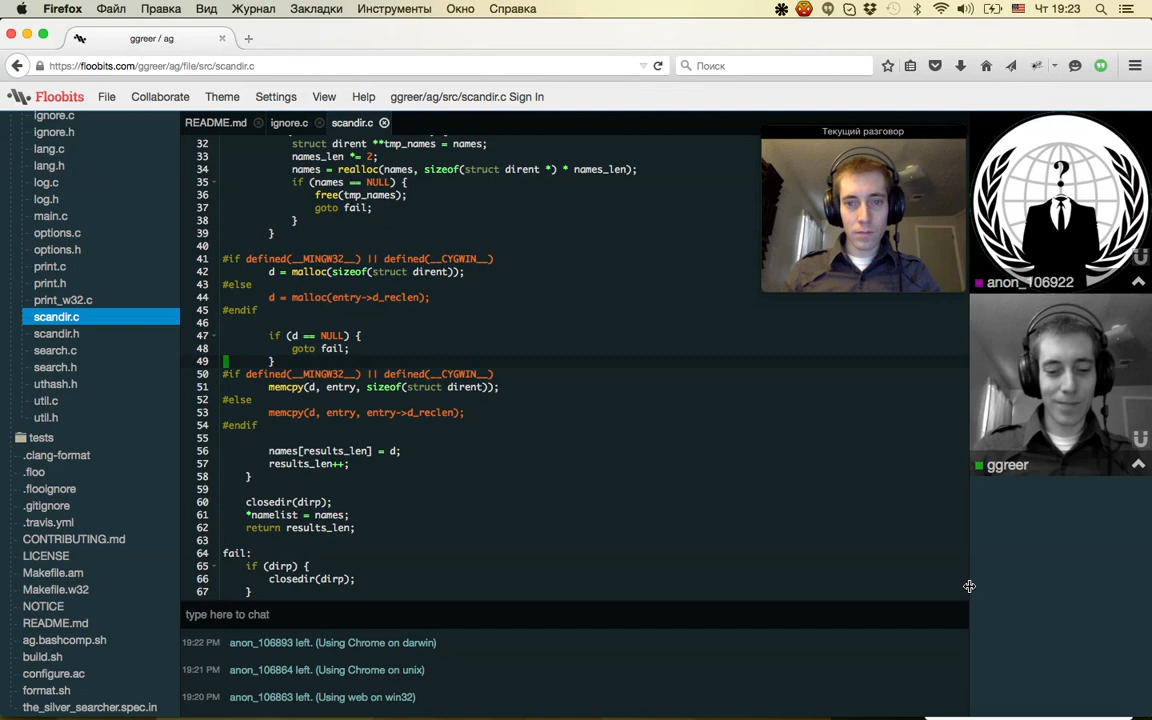 Firefox Файл Правка Вид Журнал Закладки Инструменты Окно Справка Чт 19:23
ggreer / ag
https://floobits.com/ggreer/ag/file/src/scandir.c Поиск
Floobits File Collaborate Theme Settings View Help ggreer/ag/src/scandir.c Sign In
README.md ignore.c scandir.c
ignore.c
ignore.h
lang.c
lang.h
log.c
log.h
main.c
options.c
options.h
print.c
print.h
print_w32.c
scandir.c
scandir.h
search.c
search.h
uthash.h
util.c
util.h
tests
.clang-format
.floo
.flooignore
.gitignore
.travis.yml
CONTRIBUTING.md
LICENSE
Makefile.am
Makefile.w32
NOTICE
README.md
ag.bashcomp.sh
build.sh
configure.ac
format.sh
the_silver_searcher.spec.in
32 struct dirent **tmp_names = names;
33 names_len *= 2;
34 names = realloc(names, sizeof(struct dirent *) * names_len);
35 if (names == NULL) {
36 free(tmp_names);
37 goto fail;
38 }
39 }
40
41 #if defined(__MINGW32__) || defined(__CYGWIN__)
42 d = malloc(sizeof(struct dirent));
43 #else
44 d = malloc(entry->d_reclen);
45 #endif
46
47 if (d == NULL) {
48 goto fail;
49 }
50 #if defined(__MINGW32__) || defined(__CYGWIN__)
51 memcpy(d, entry, sizeof(struct dirent));
52 #else
53 memcpy(d, entry, entry->d_reclen);
54 #endif
55
56 names[results_len] = d;
57 results_len++;
58 }
59
60 closedir(dirp);
61 *namelist = names;
62 return results_len;
63
64 fail:
65 if (dirp) {
66 closedir(dirp);
67 }
Текущий разговор
?
anon_106922
ggreer
type here to chat
19:22 PM anon_106893 left. (Using Chrome on darwin)
19:21 PM anon_106864 left. (Using Chrome on unix)
19:20 PM anon_106863 left. (Using web on win32)